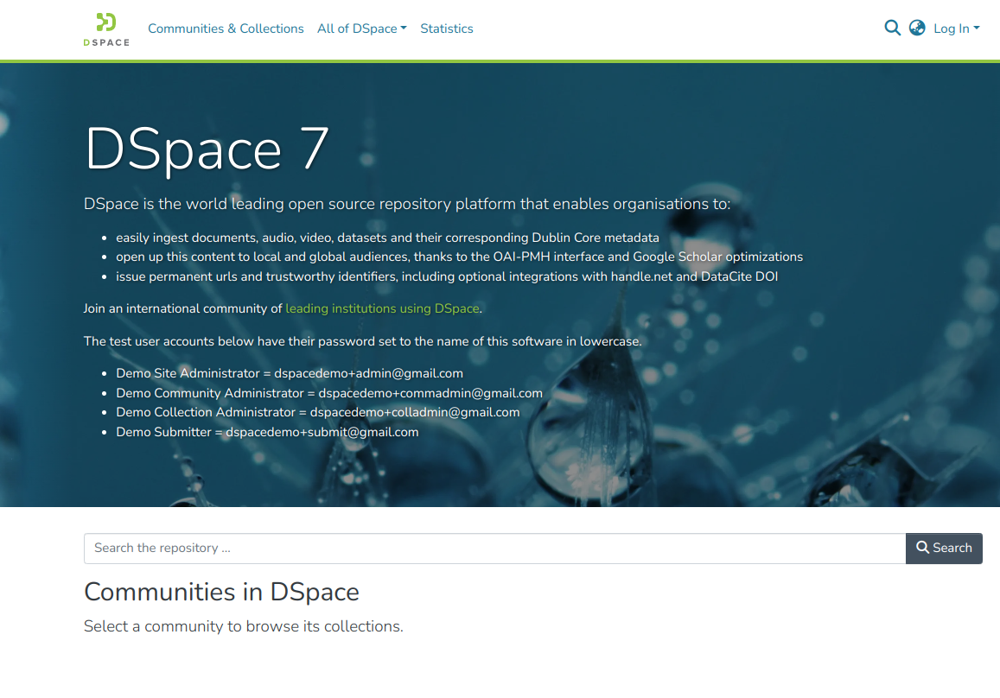 DSPACE
Communities & Collections All of DSpace Statistics Log In
DSpace 7
DSpace is the world leading open source repository platform that enables organisations to:
easily ingest documents, audio, video, datasets and their corresponding Dublin Core metadata
open up this content to local and global audiences, thanks to the OAI-PMH interface and Google Scholar optimizations
issue permanent urls and trustworthy identifiers, including optional integrations with handle.net and DataCite DOI
Join an international community of leading institutions using DSpace.
The test user accounts below have their password set to the name of this software in lowercase.
Demo Site Administrator = dspacedemo+admin@gmail.com
Demo Community Administrator = dspacedemo+commadmin@gmail.com
Demo Collection Administrator = dspacedemo+colladmin@gmail.com
Demo Submitter = dspacedemo+submit@gmail.com
Search the repository ... Search
Communities in DSpace
Select a community to browse its collections.